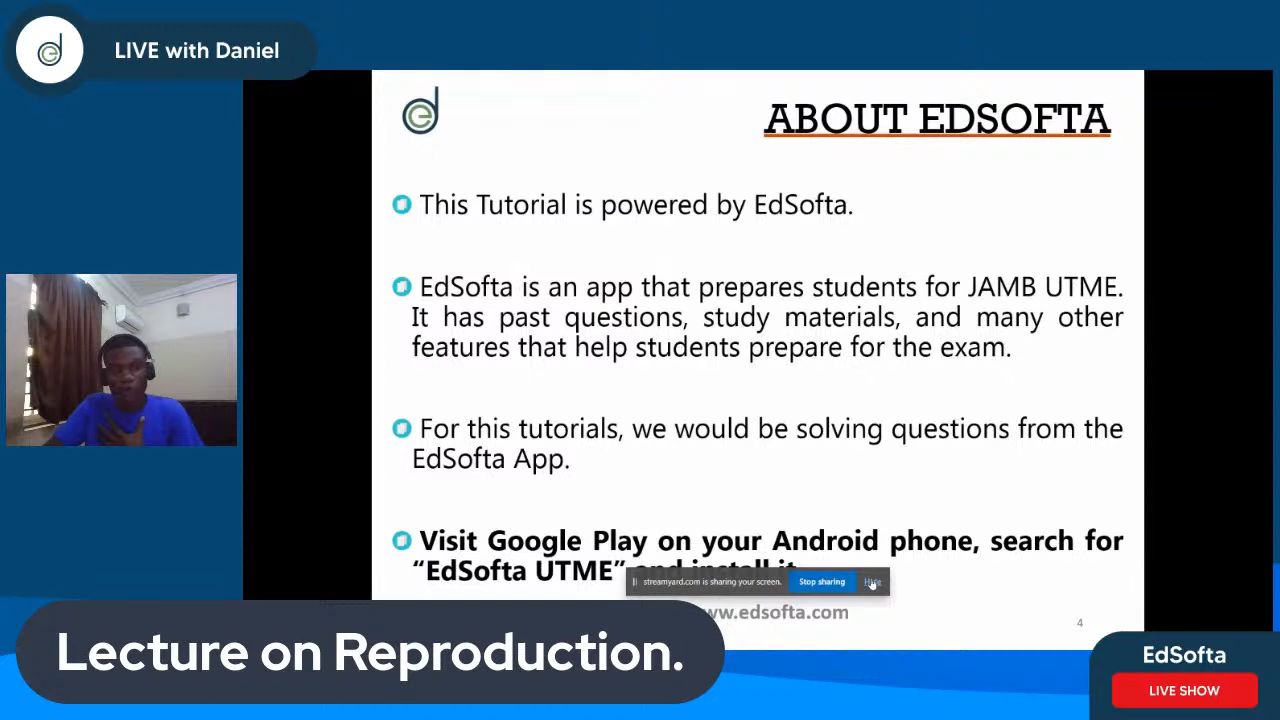 LIVE with Daniel
ABOUT EDSOFTA
This Tutorial is powered by EdSofta.
EdSofta is an app that prepares students for JAMB UTME.
It has past questions, study materials, and many other
features that help students prepare for the exam.
For this tutorials, we would be solving questions from the
EdSofta App.
Visit Google Play on your Android phone, search for
“EdSofta UTME” and install it
streamyard.com is sharing your screen. Stop sharing Hide
ww.edsofta.com
4
Lecture on Reproduction.
EdSofta
LIVE SHOW